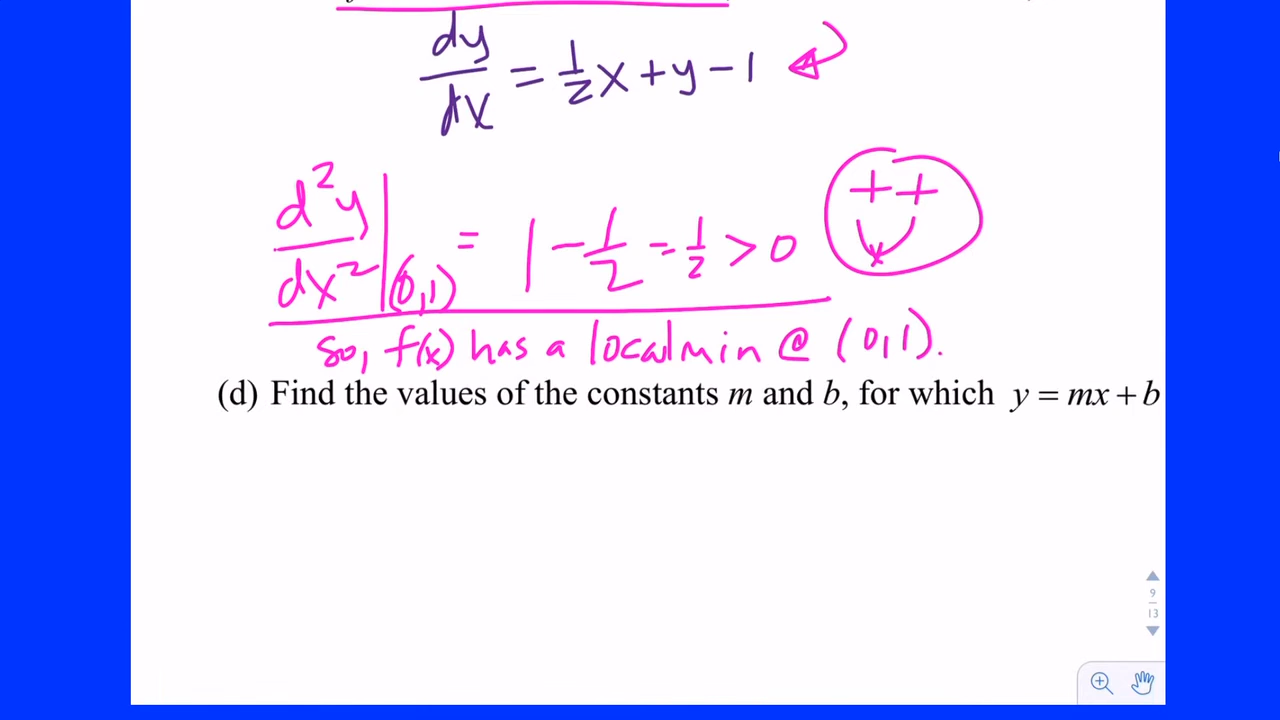 dy/dx = 1/2 x + y - 1
d²y/dx² |(0,1) = 1 - 1/2 = 1/2 > 0
+ +
so, f(x) has a local min @ (0,1).
(d) Find the values of the constants m and b, for which y = mx + b
9
13